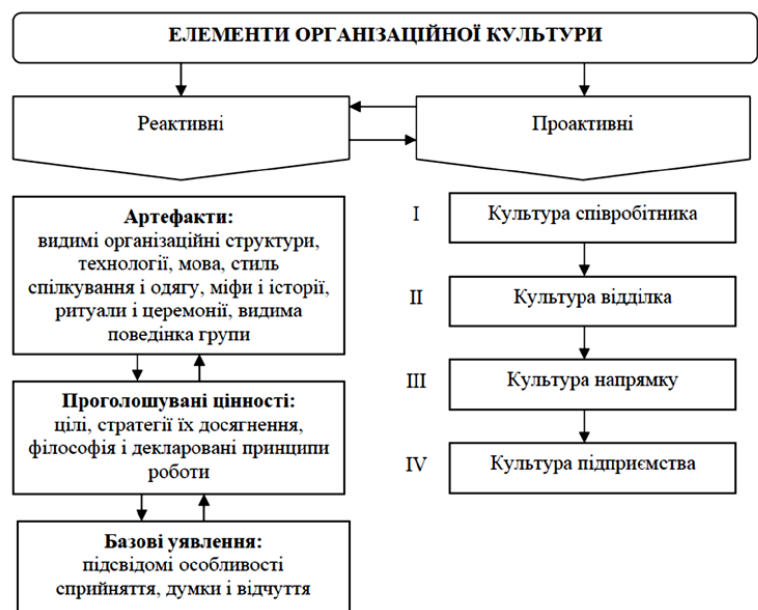 ЕЛЕМЕНТИ ОРГАНІЗАЦІЙНОЇ КУЛЬТУРИ
Реактивні
Проактивні
Артефакти:
видимі організаційні структури,
технології, мова, стиль
спілкування і одягу, міфи і історії,
ритуали і церемонії, видима
поведінка групи
Проголошувані цінності:
цілі, стратегії їх досягнення,
філософія і декларовані принципи
роботи
Базові уявлення:
підсвідомі особливості
сприйняття, думки і відчуття
I Культура співробітника
II Культура відділка
III Культура напрямку
IV Культура підприємства